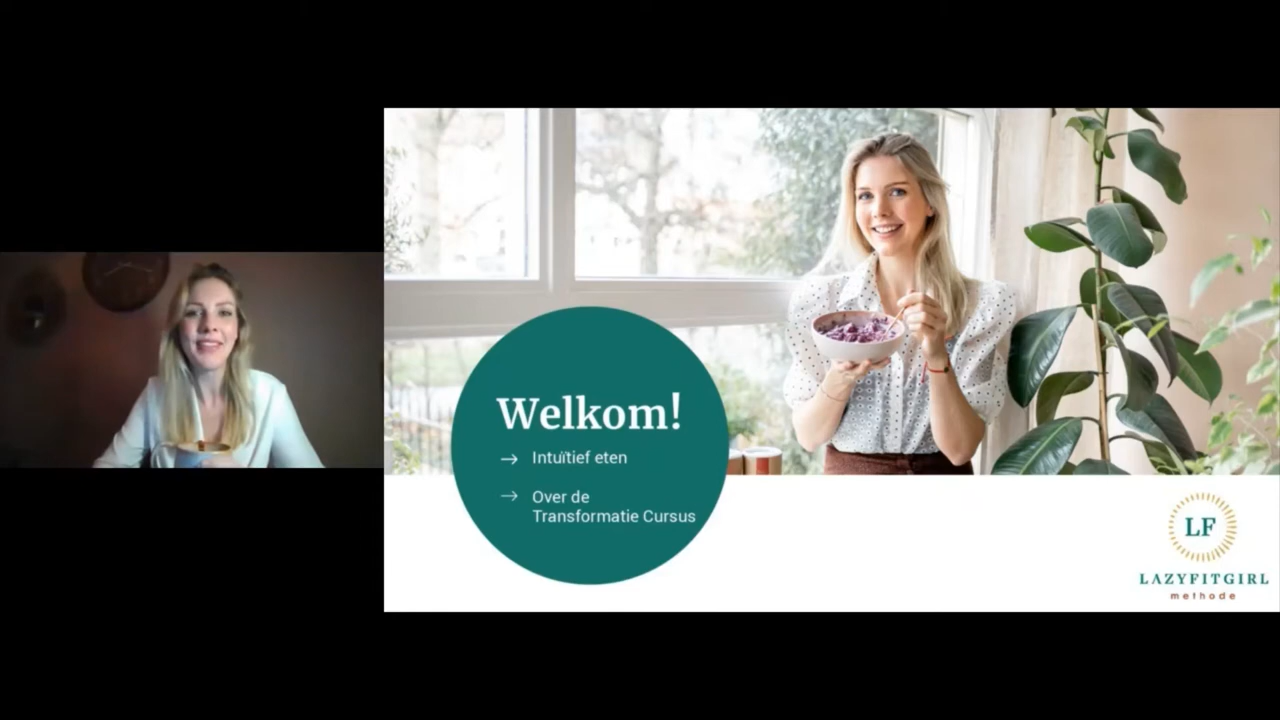 Welkom!
→ Intuïtief eten
→ Over de
Transformatie Cursus
LF
LAZYFITGIRL
methode